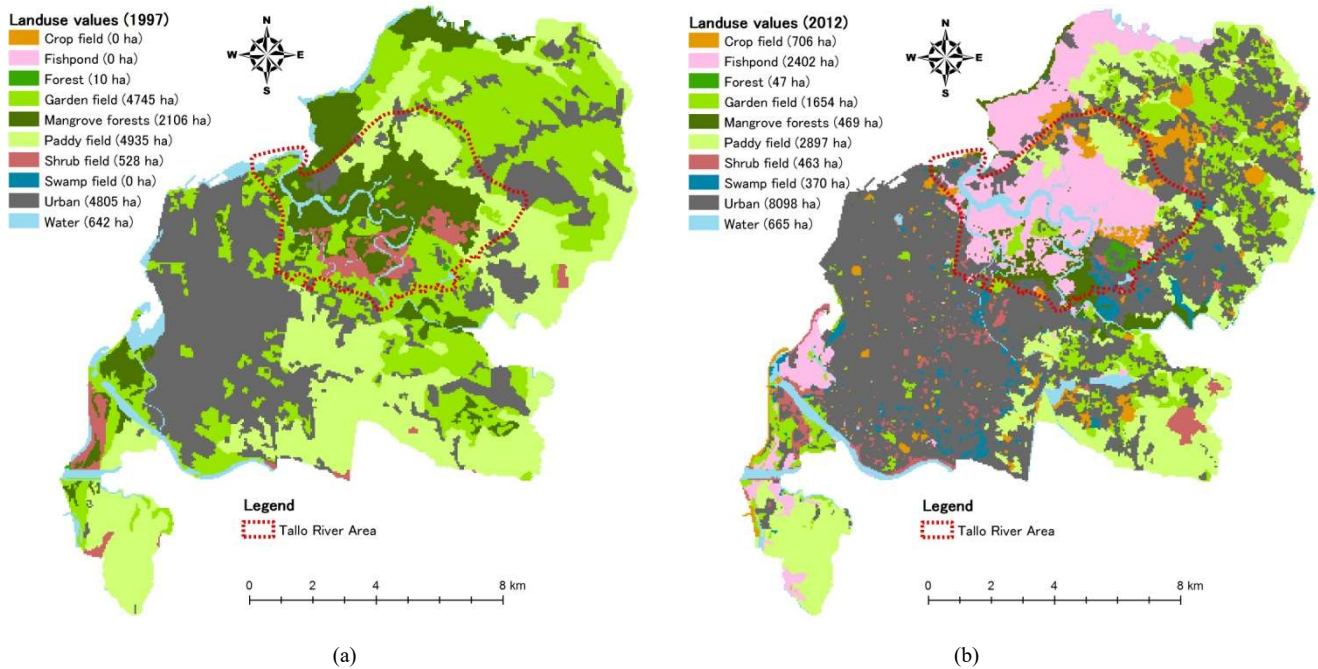 Landuse values (1997)
Crop field (0 ha)
Fishpond (0 ha)
Forest (10 ha)
Garden field (4745 ha)
Mangrove forests (2106 ha)
Paddy field (4935 ha)
Shrub field (528 ha)
Swamp field (0 ha)
Urban (4805 ha)
Water (642 ha)
N
W E
S
Legend
Tallo River Area
0 2 4 8 km
(a)
Landuse values (2012)
Crop field (706 ha)
Fishpond (2402 ha)
Forest (47 ha)
Garden field (1654 ha)
Mangrove forests (469 ha)
Paddy field (2897 ha)
Shrub field (463 ha)
Swamp field (370 ha)
Urban (8098 ha)
Water (665 ha)
N
W E
S
Legend
Tallo River Area
0 2 4 8 km
(b)